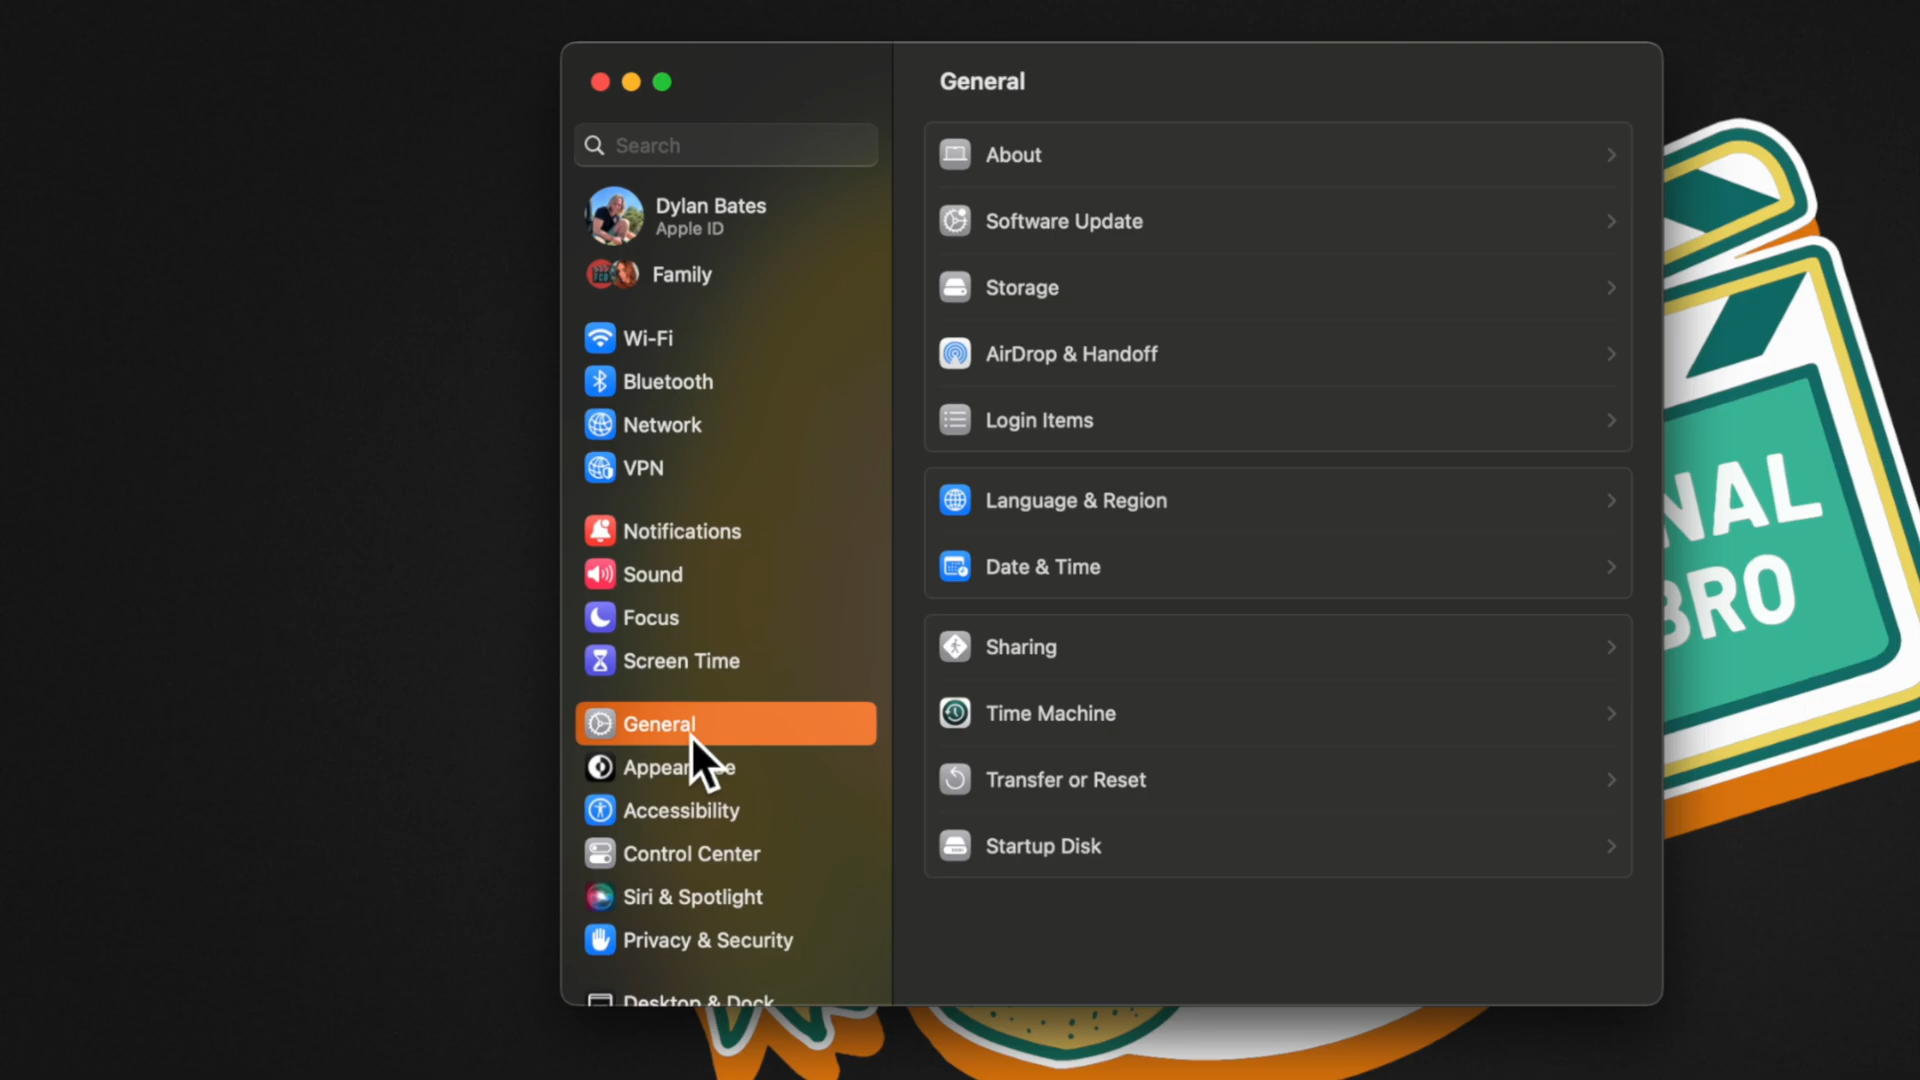 General
Search
Dylan Bates
Apple ID
Family
Wi-Fi
Bluetooth
Network
VPN
Notifications
Sound
Focus
Screen Time
General
Accessibility
Control Center
Siri & Spotlight
Privacy & Security
Desktop & Dock
About
Software Update
Storage
AirDrop & Handoff
Login Items
Language & Region
Date & Time
Sharing
Time Machine
Transfer or Reset
Startup Disk
NAL
BRO